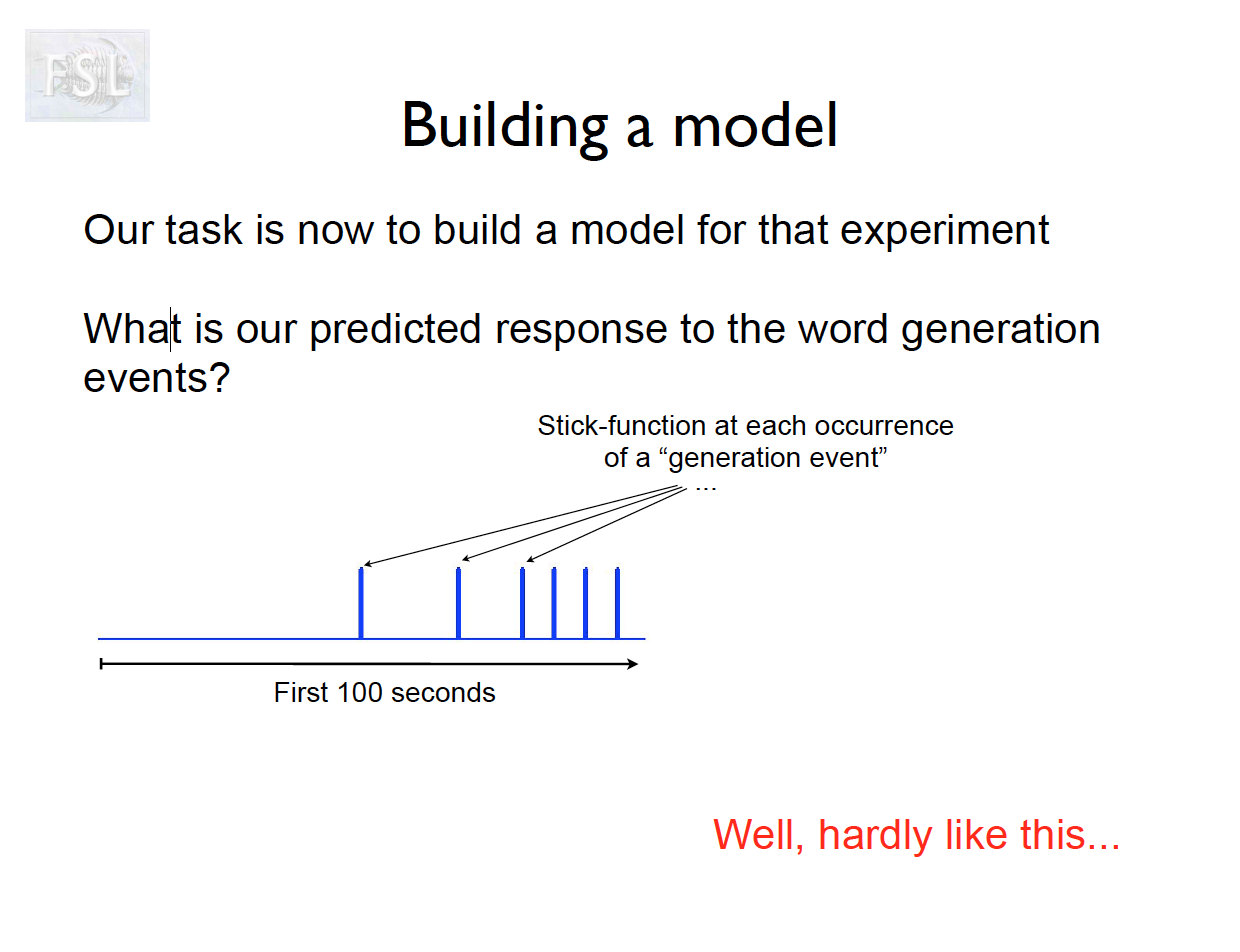 FSL
Building a model
Our task is now to build a model for that experiment
What is our predicted response to the word generation
events?
Stick-function at each occurrence
of a “generation event”
...
First 100 seconds
Well, hardly like this...